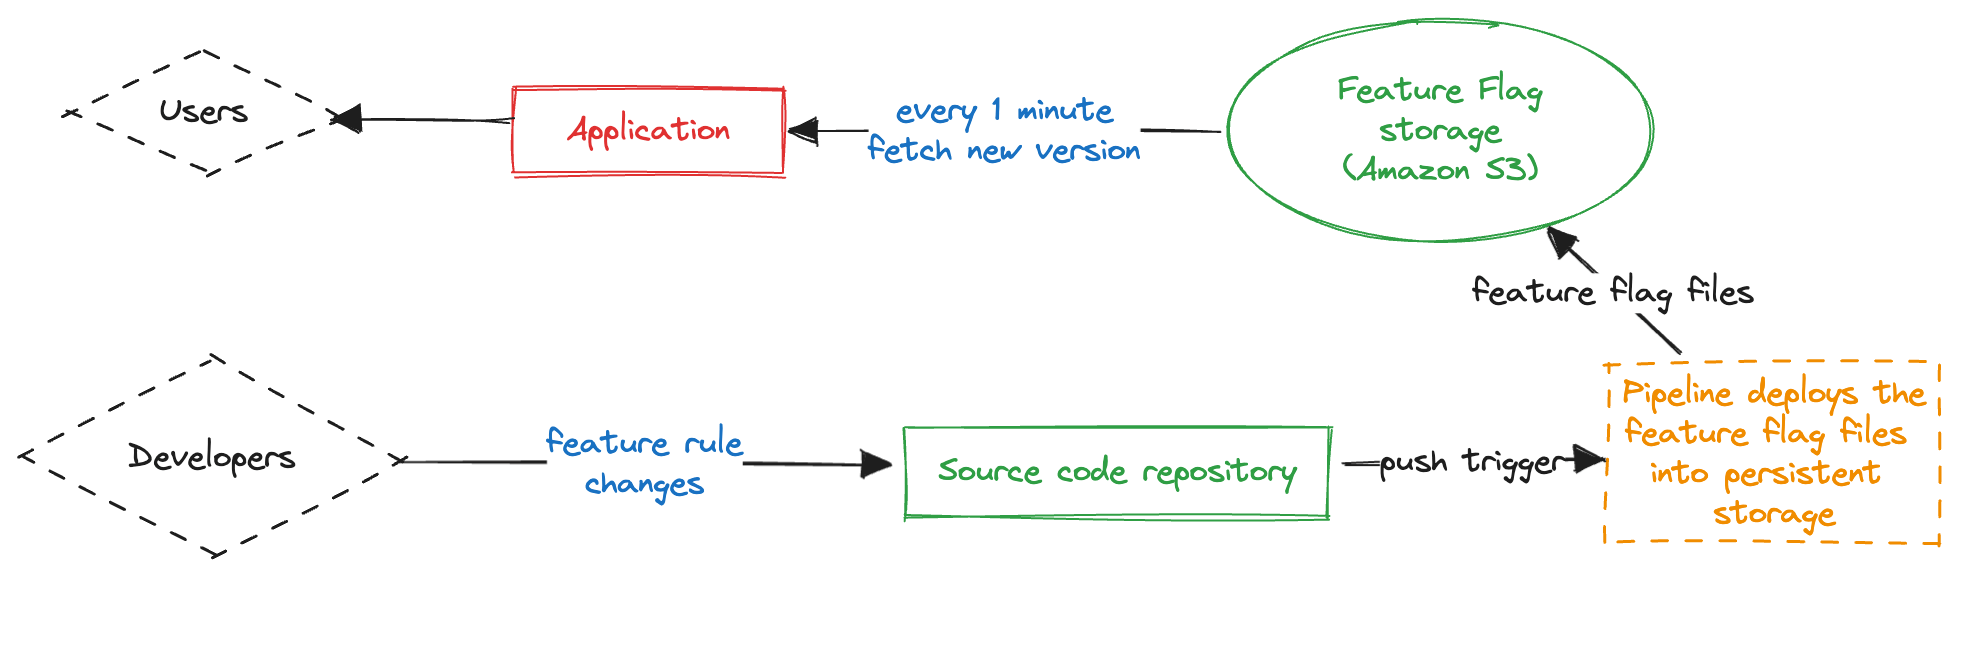 Users
Application
every 1 minute
fetch new version
Feature Flag
storage
(Amazon S3)
feature flag files
Developers
feature rule
changes
Source code repository
push trigger
Pipeline deploys the
feature flag files
into persistent
storage